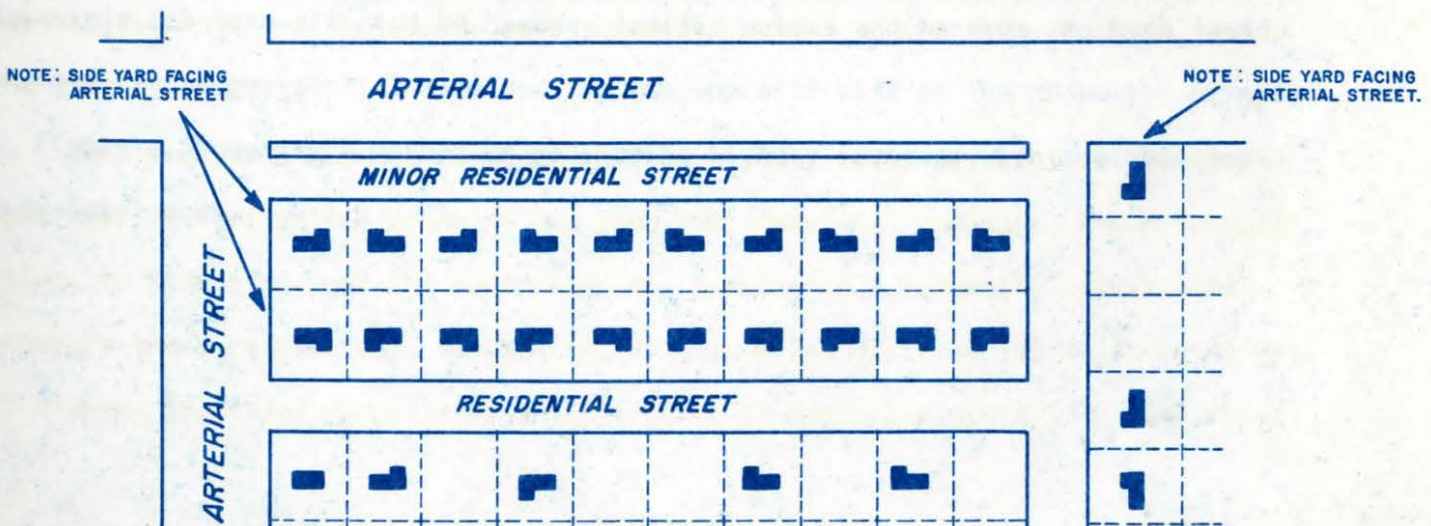 NOTE: SIDE YARD FACING
ARTERIAL STREET
ARTERIAL STREET
NOTE: SIDE YARD FACING
ARTERIAL STREET.
MINOR RESIDENTIAL STREET
ARTERIAL STREET
RESIDENTIAL STREET